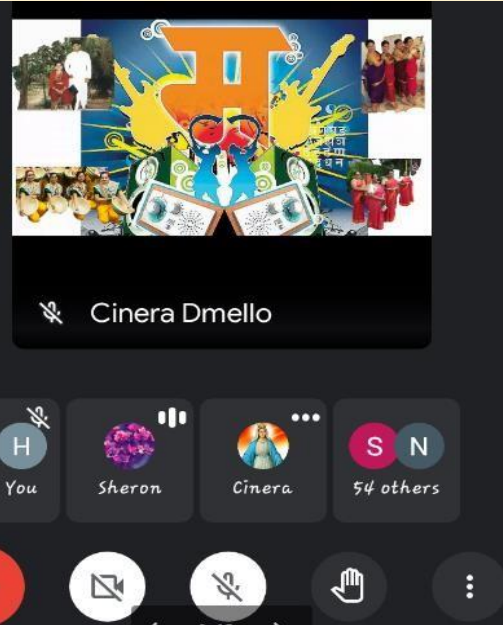 म
Cinera Dmello
H
S N
You
Sheron
Cinera
54 others